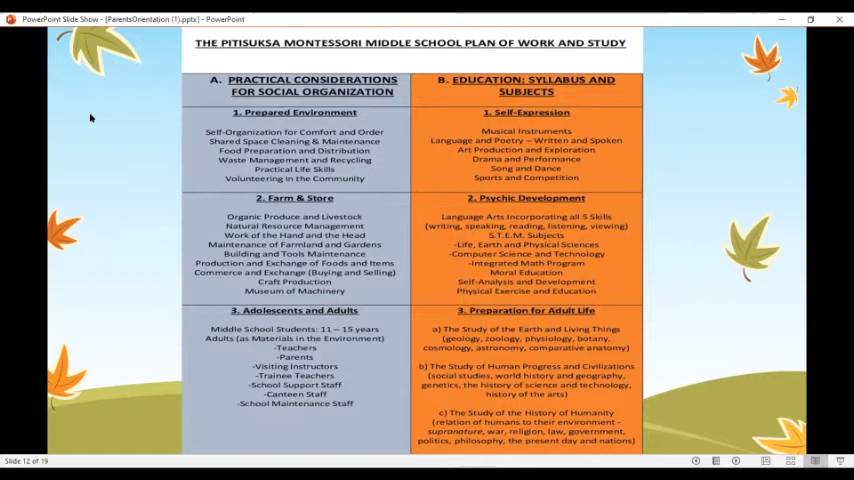 PowerPoint Slide Show - [ParentsOrientation (1).pptx] - PowerPoint
THE PITISUKSA MONTESSORI MIDDLE SCHOOL PLAN OF WORK AND STUDY
A. PRACTICAL CONSIDERATIONS
FOR SOCIAL ORGANIZATION
1. Prepared Environment
Self-Organization for Comfort and Order
Shared Space Cleaning & Maintenance
Food Preparation and Distribution
Waste Management and Recycling
Practical Life Skills
Volunteering in the Community
2. Farm & Store
Organic Produce and Livestock
Natural Resource Management
Work of the Hand and the Head
Maintenance of Farmland and Gardens
Building and Tools Maintenance
Production and Exchange of Foods and Items
Commerce and Exchange (Buying and Selling)
Craft Production
Museum of Machinery
3. Adolescents and Adults
Middle School Students: 11 – 15 years
Adults (as Materials in the Environment)
-Teachers
-Parents
-Visiting Instructors
-Trainee Teachers
-School Support Staff
-Canteen Staff
-School Maintenance Staff
B. EDUCATION: SYLLABUS AND
SUBJECTS
1. Self-Expression
Musical Instruments
Language and Poetry – Written and Spoken
Art Production and Exploration
Drama and Performance
Song and Dance
Sports and Competition
2. Psychic Development
Language Arts Incorporating all 5 Skills
(writing, speaking, reading, listening, viewing)
S.T.E.M. Subjects
-Life, Earth and Physical Sciences
-Computer Science and Technology
-Integrated Math Program
Moral Education
Self-Analysis and Development
Physical Exercise and Education
3. Preparation for Adult Life
a) The Study of the Earth and Living Things
(geology, zoology, physiology, botany,
cosmology, astronomy, comparative anatomy)
b) The Study of Human Progress and Civilizations
(social studies, world history and geography,
genetics, the history of science and technology,
history of the arts)
c) The Study of the History of Humanity
(relation of humans to their environment -
supranature, war, religion, law, government,
politics, philosophy, the present day and nations)
Slide 12 of 19